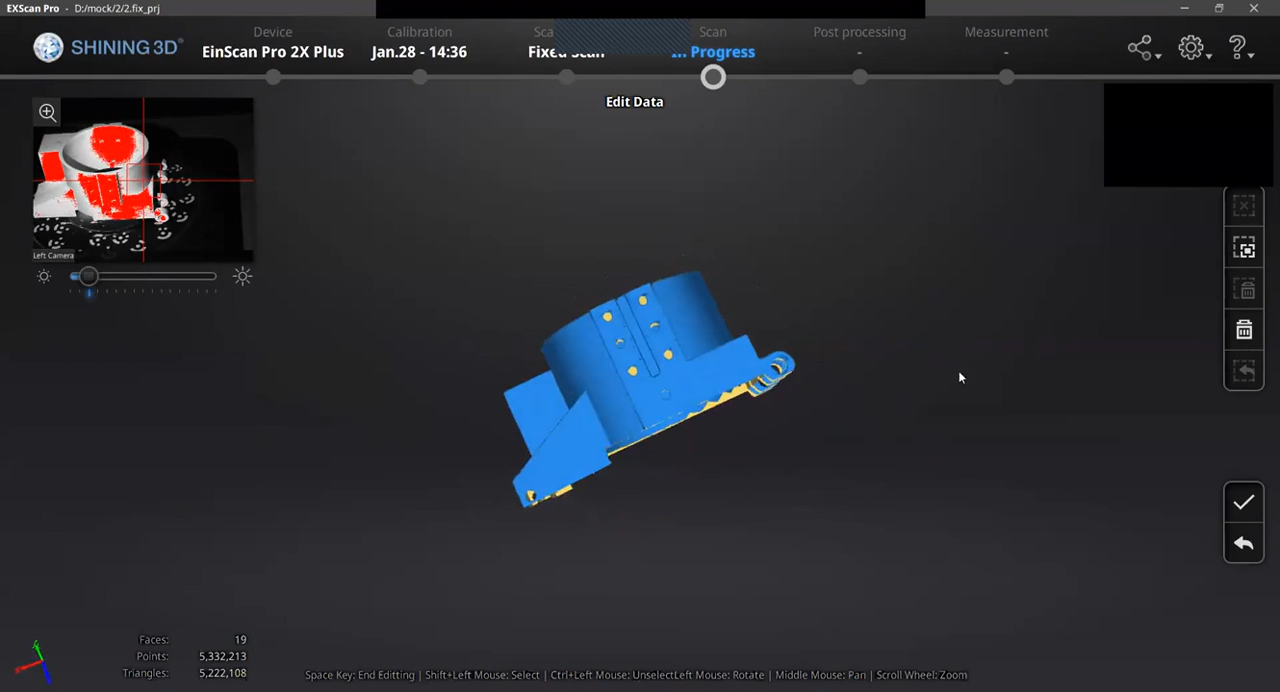 EXScan Pro - D:/mock/2/2.fix_prj
SHINING 3D®
Device
EinScan Pro 2X Plus
Calibration
Jan.28 - 14:36
Fixed Scan
Scan
In Progress
Post processing
-
Measurement
-
Edit Data
Left Camera
Faces: 19
Points: 5,332,213
Triangles: 5,222,108
Space Key: End Editting | Shift+Left Mouse: Select | Ctrl+Left Mouse: UnselectLeft Mouse: Rotate | Middle Mouse: Pan | Scroll Wheel: Zoom